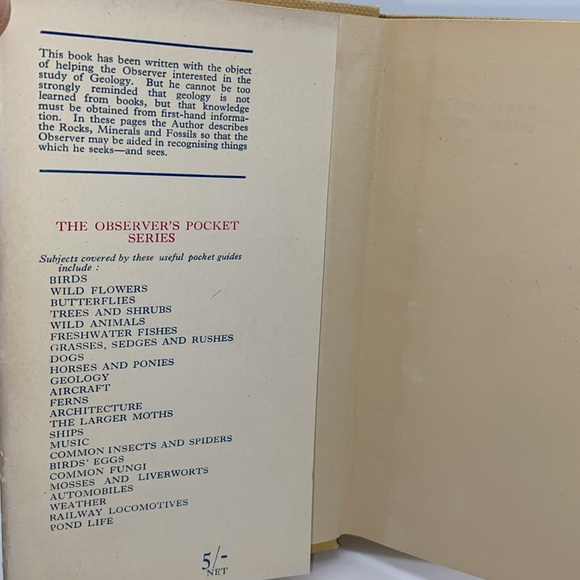 This book has been written with the object
of helping the Observer interested in the
study of Geology. But he cannot be too
strongly reminded that geology is not
learned from books, but that knowledge
must be obtained from first-hand informa-
tion. In these pages the Author describes
the Rocks, Minerals and Fossils so that the
Observer may be aided in recognising things
which he seeks—and sees.
THE OBSERVER'S POCKET
SERIES
Subjects covered by these useful pocket guides
include :
BIRDS
WILD FLOWERS
BUTTERFLIES
TREES AND SHRUBS
WILD ANIMALS
FRESHWATER FISHES
GRASSES, SEDGES AND RUSHES
DOGS
HORSES AND PONIES
GEOLOGY
AIRCRAFT
FERNS
ARCHITECTURE
THE LARGER MOTHS
SHIPS
MUSIC
COMMON INSECTS AND SPIDERS
BIRDS' EGGS
COMMON FUNGI
MOSSES AND LIVERWORTS
AUTOMOBILES
WEATHER
RAILWAY LOCOMOTIVES
POND LIFE
5/-
NET